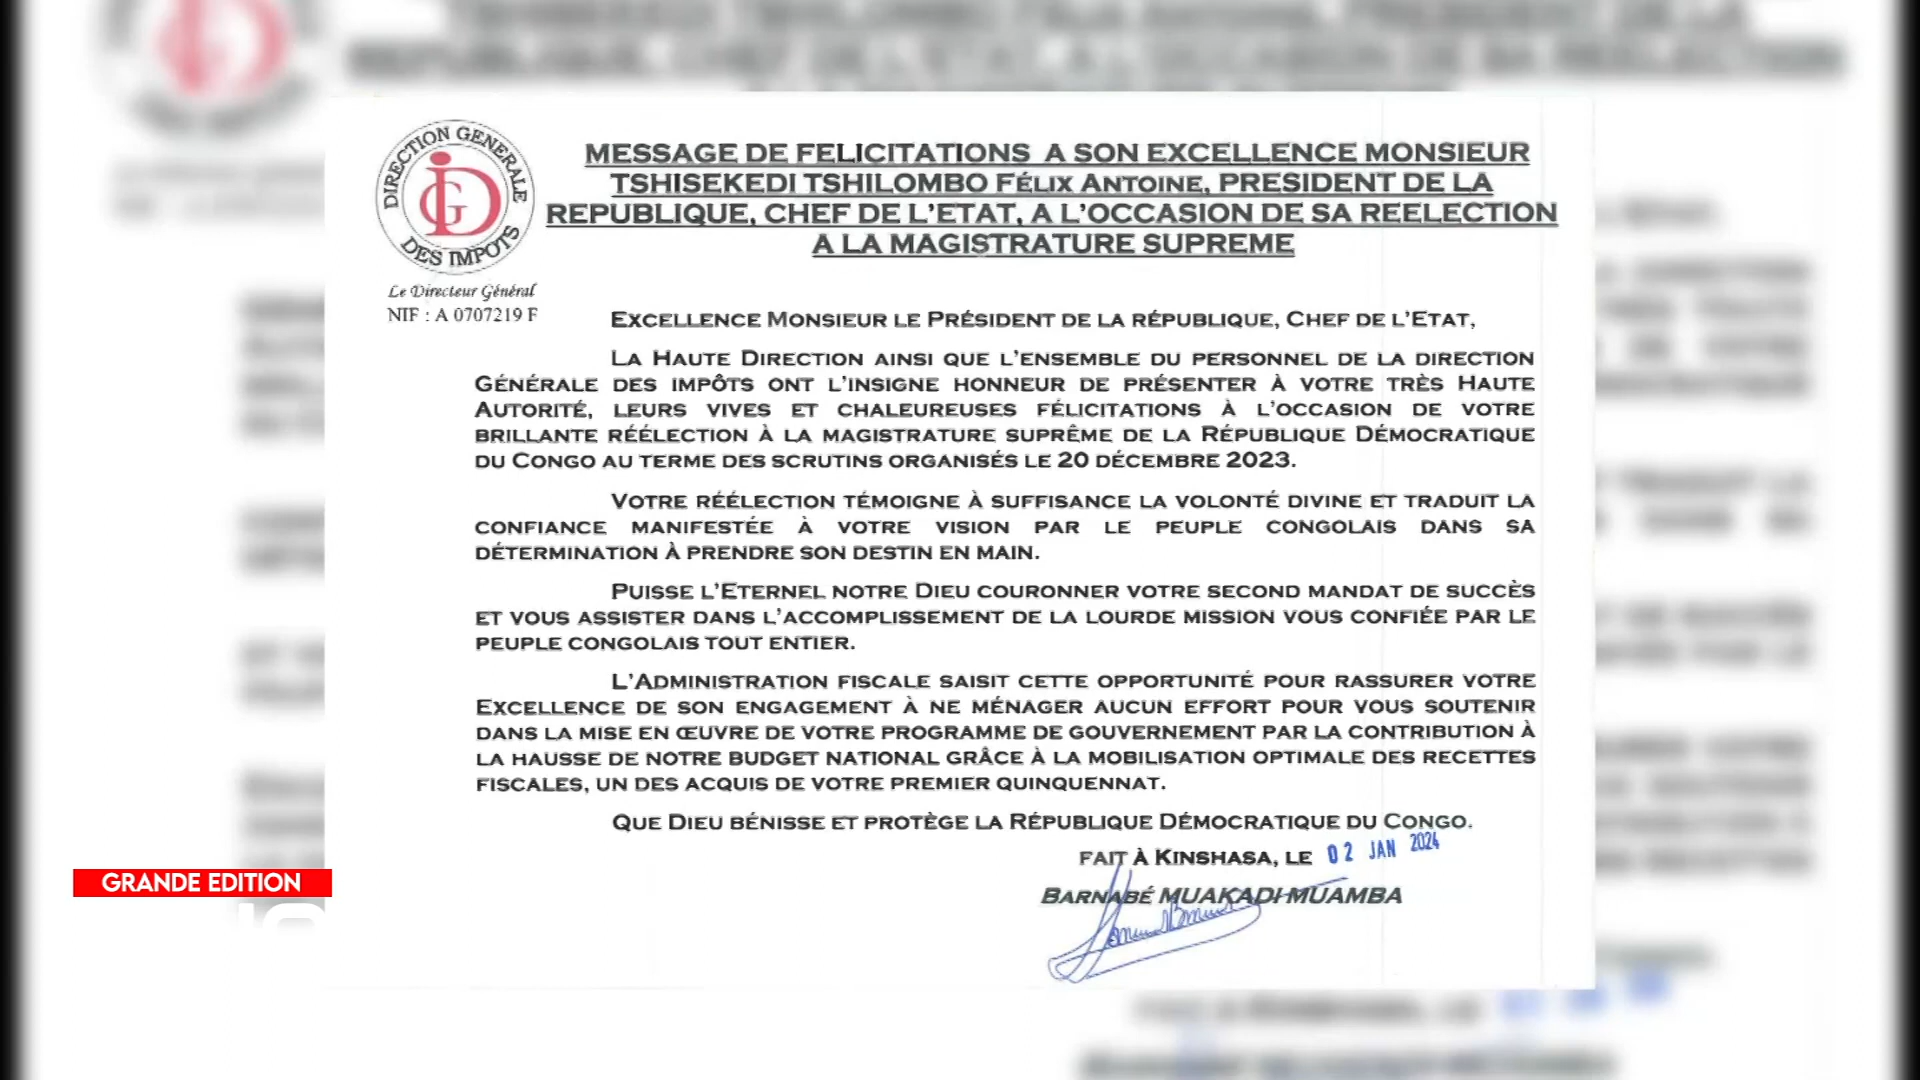 DIRECTION GENERALE
DES IMPOTS
Le Directeur Général
NIF : A 0707219 F
MESSAGE DE FELICITATIONS A SON EXCELLENCE MONSIEUR
TSHISEKEDI TSHILOMBO FÉLIX ANTOINE, PRESIDENT DE LA
REPUBLIQUE, CHEF DE L'ETAT, A L'OCCASION DE SA REELECTION
A LA MAGISTRATURE SUPREME
EXCELLENCE MONSIEUR LE PRÉSIDENT DE LA RÉPUBLIQUE, CHEF DE L'ETAT,
LA HAUTE DIRECTION AINSI QUE L'ENSEMBLE DU PERSONNEL DE LA DIRECTION
GÉNÉRALE DES IMPÔTS ONT L'INSIGNE HONNEUR DE PRÉSENTER À VOTRE TRÈS HAUTE
AUTORITÉ, LEURS VIVES ET CHALEUREUSES FÉLICITATIONS À L'OCCASION DE VOTRE
BRILLANTE RÉÉLECTION À LA MAGISTRATURE SUPRÊME DE LA RÉPUBLIQUE DÉMOCRATIQUE
DU CONGO AU TERME DES SCRUTINS ORGANISÉS LE 20 DÉCEMBRE 2023.
VOTRE RÉÉLECTION TÉMOIGNE À SUFFISANCE LA VOLONTÉ DIVINE ET TRADUIT LA
CONFIANCE MANIFESTÉE À VOTRE VISION PAR LE PEUPLE CONGOLAIS DANS SA
DÉTERMINATION À PRENDRE SON DESTIN EN MAIN.
PUISSE L'ETERNEL NOTRE DIEU COURONNER VOTRE SECOND MANDAT DE SUCCÈS
ET VOUS ASSISTER DANS L'ACCOMPLISSEMENT DE LA LOURDE MISSION VOUS CONFIÉE PAR LE
PEUPLE CONGOLAIS TOUT ENTIER.
L'ADMINISTRATION FISCALE SAISIT CETTE OPPORTUNITÉ POUR RASSURER VOTRE
EXCELLENCE DE SON ENGAGEMENT À NE MÉNAGER AUCUN EFFORT POUR VOUS SOUTENIR
DANS LA MISE EN ŒUVRE DE VOTRE PROGRAMME DE GOUVERNEMENT PAR LA CONTRIBUTION À
LA HAUSSE DE NOTRE BUDGET NATIONAL GRÂCE À LA MOBILISATION OPTIMALE DES RECETTES
FISCALES, UN DES ACQUIS DE VOTRE PREMIER QUINQUENNAT.
QUE DIEU BÉNISSE ET PROTÈGE LA RÉPUBLIQUE DÉMOCRATIQUE DU CONGO.
FAIT À KINSHASA, LE 02 JAN 2024
BARNABÉ MUAKADI MUAMBA
GRANDE EDITION